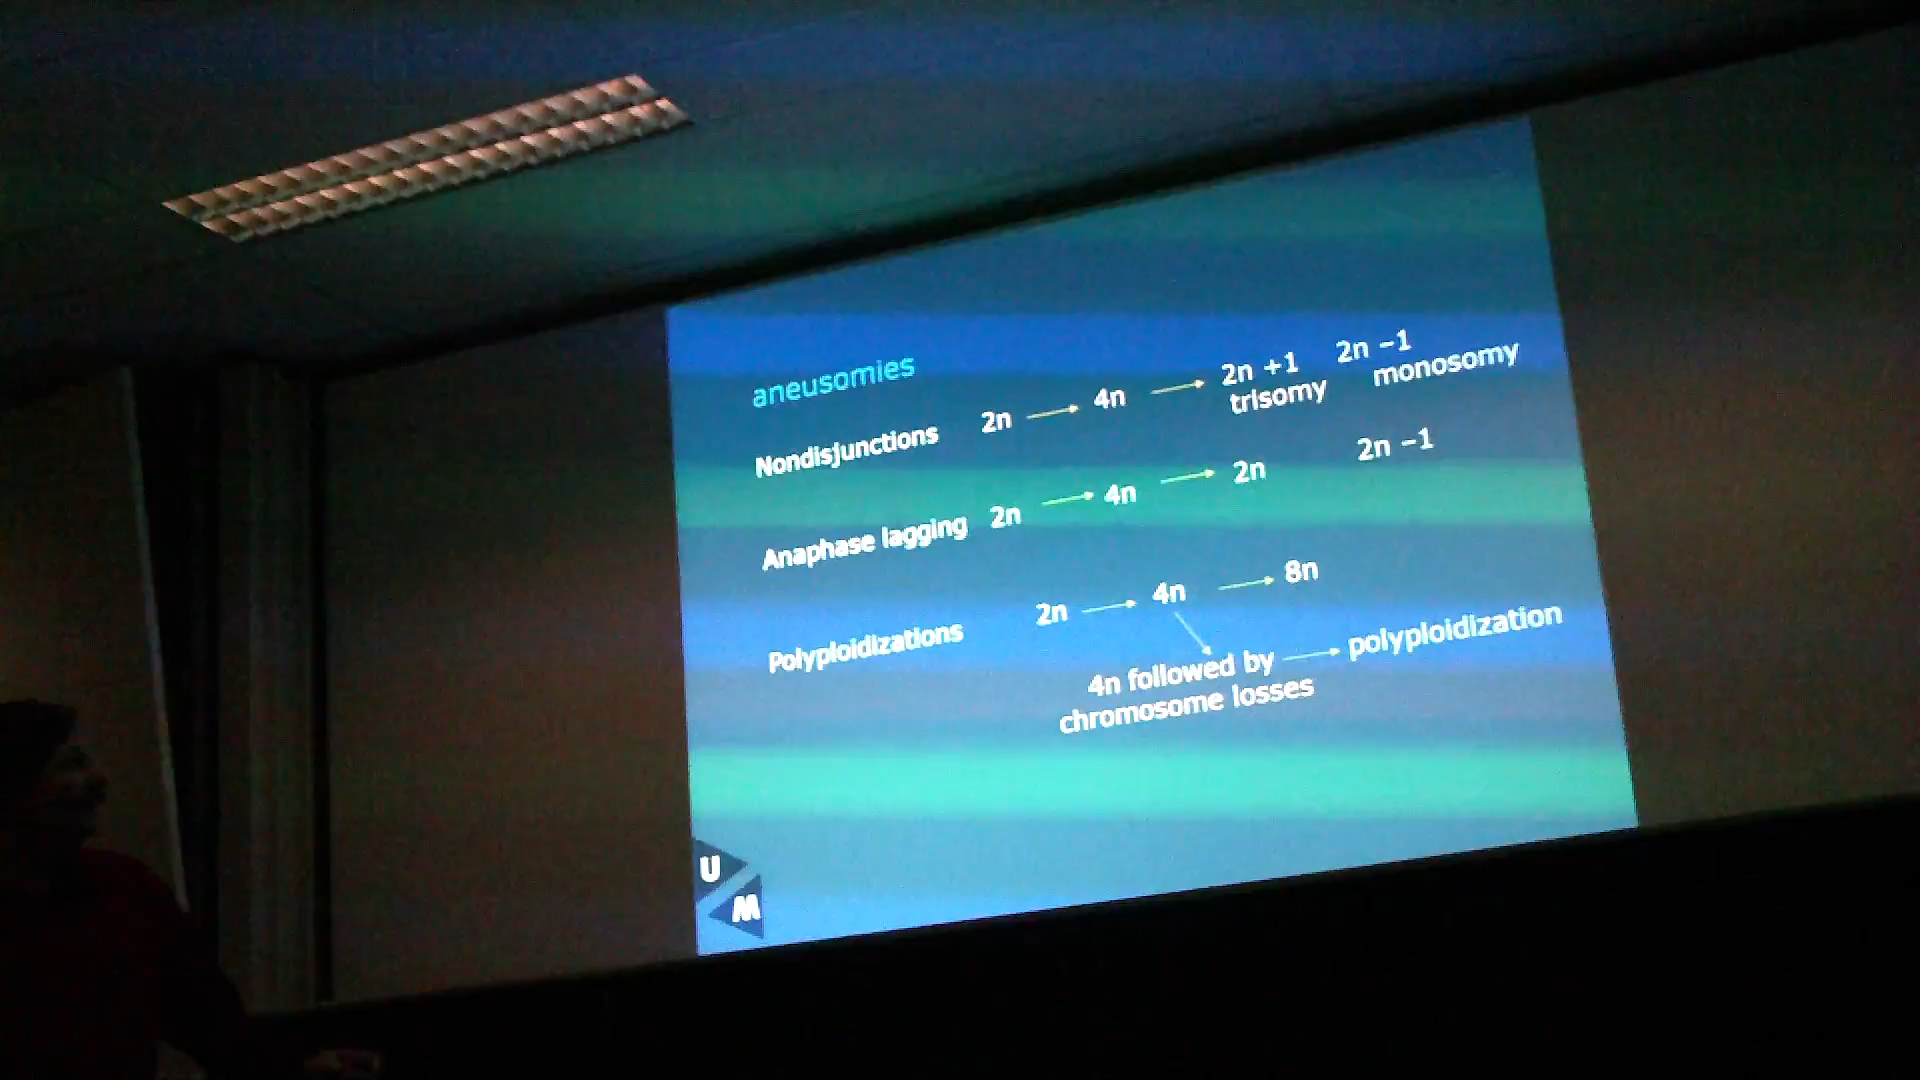 aneusomies
Nondisjunctions 2n 4n 2n +1 2n −1
trisomy monosomy
Anaphase lagging 2n 4n 2n 2n −1
Polyploidizations 2n 4n 8n
4n followed by polyploidization
chromosome losses
U
M